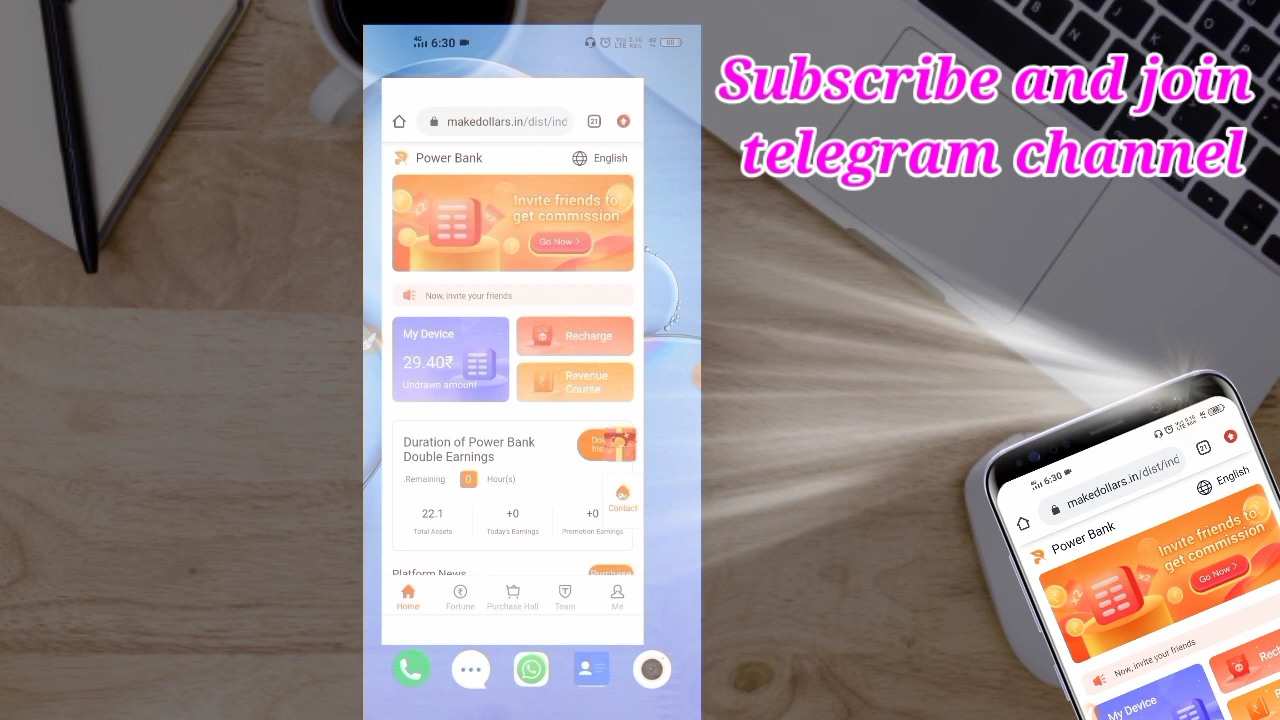 Subscribe and join
telegram channel
4G 6:30
makedollars.in/dist/ind
21
Power Bank
English
Invite friends to
get commission
Go Now >
Now, invite your friends
My Device
29.40₹
Undrawn amount
Recharge
Revenue
Course
Duration of Power Bank
Double Earnings
.Remaining 0 Hour(s)
22.1
+0
+0
Total Assets
Today's Earnings
Promotion Earnings
Contact
Platform News
Purchase
Home
Fortune
Purchase Hall
Team
Me
6:30
21
makedollars.in/dist/ind
Power Bank
English
Invite friends to
get commission
Go Now >
Now, invite your friends
My Device